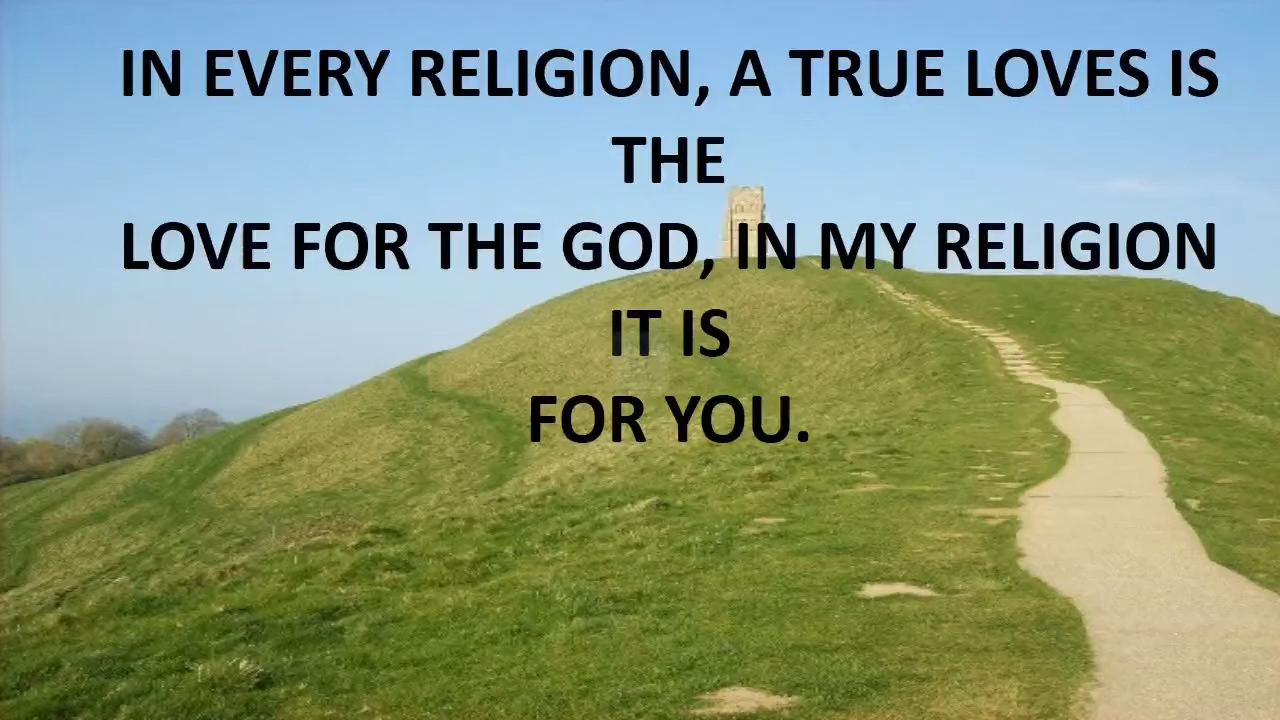 IN EVERY RELIGION, A TRUE LOVES IS
THE
LOVE FOR THE GOD, IN MY RELIGION
IT IS
FOR YOU.